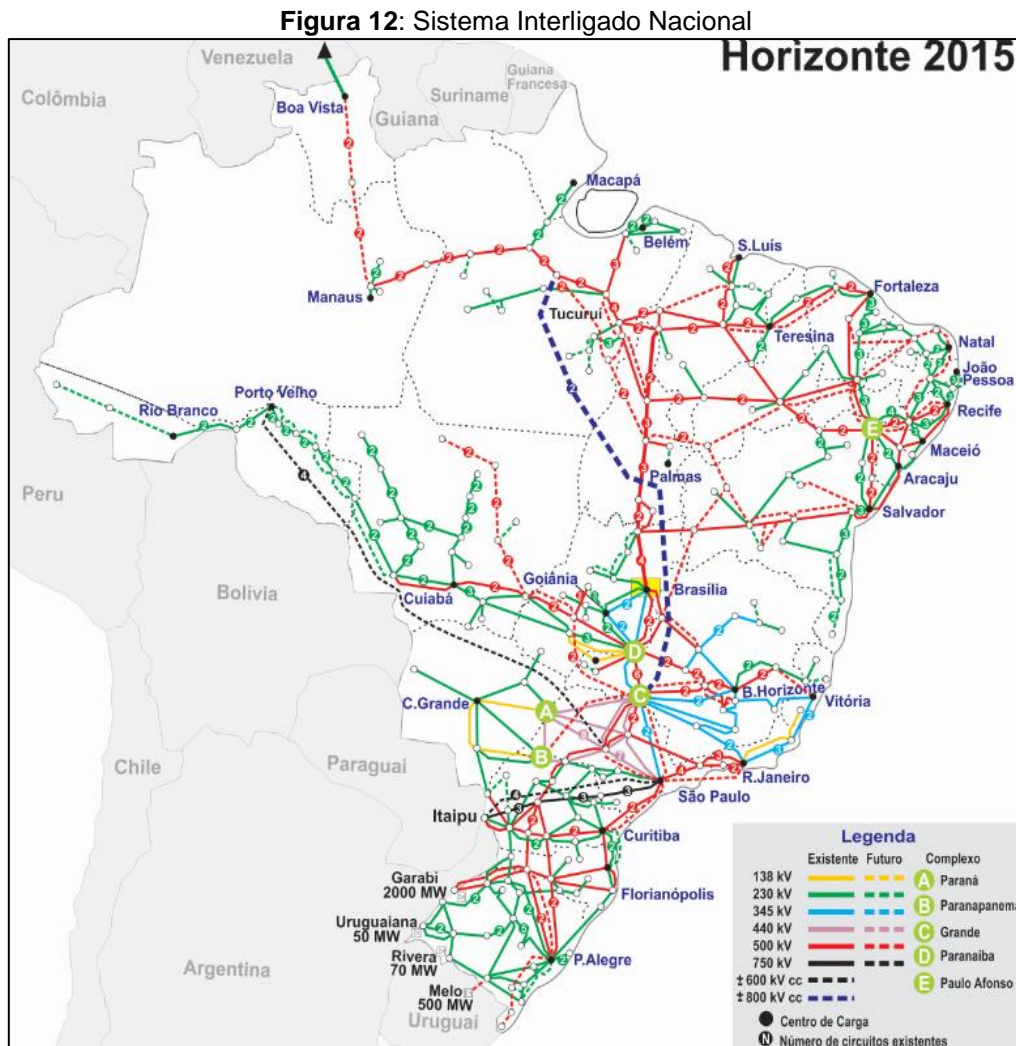 Figura 12: Sistema Interligado Nacional
Horizonte 2015
Venezuela
Guiana
Francesa
Suriname
Colômbia
Boa Vista
Guiana
Macapá
Belém
S.Luís
Manaus
Fortaleza
Tucuruí
Teresina
Natal
João
Pessoa
Porto Velho
Rio Branco
Recife
E
Maceió
Palmas
Aracaju
Peru
Salvador
Goiânia
Brasília
Bolivia
Cuiabá
D
C.Grande
A
C
B.Horizonte
Vitória
B
Chile
Paraguai
R.Janeiro
São Paulo
Itaipu
Curitiba
Garabi
2000 MW
Florianópolis
Uruguaiana
50 MW
Rivera
70 MW
P.Alegre
Argentina
Melo
500 MW
Uruguai
Legenda
Existente Futuro Complexo
138 kV A Paraná
230 kV
345 kV B Paranapanema
440 kV C Grande
500 kV D Paranaíba
750 kV
±600 kV cc E Paulo Afonso
±800 kV cc
Centro de Carga
N Número de circuitos existentes